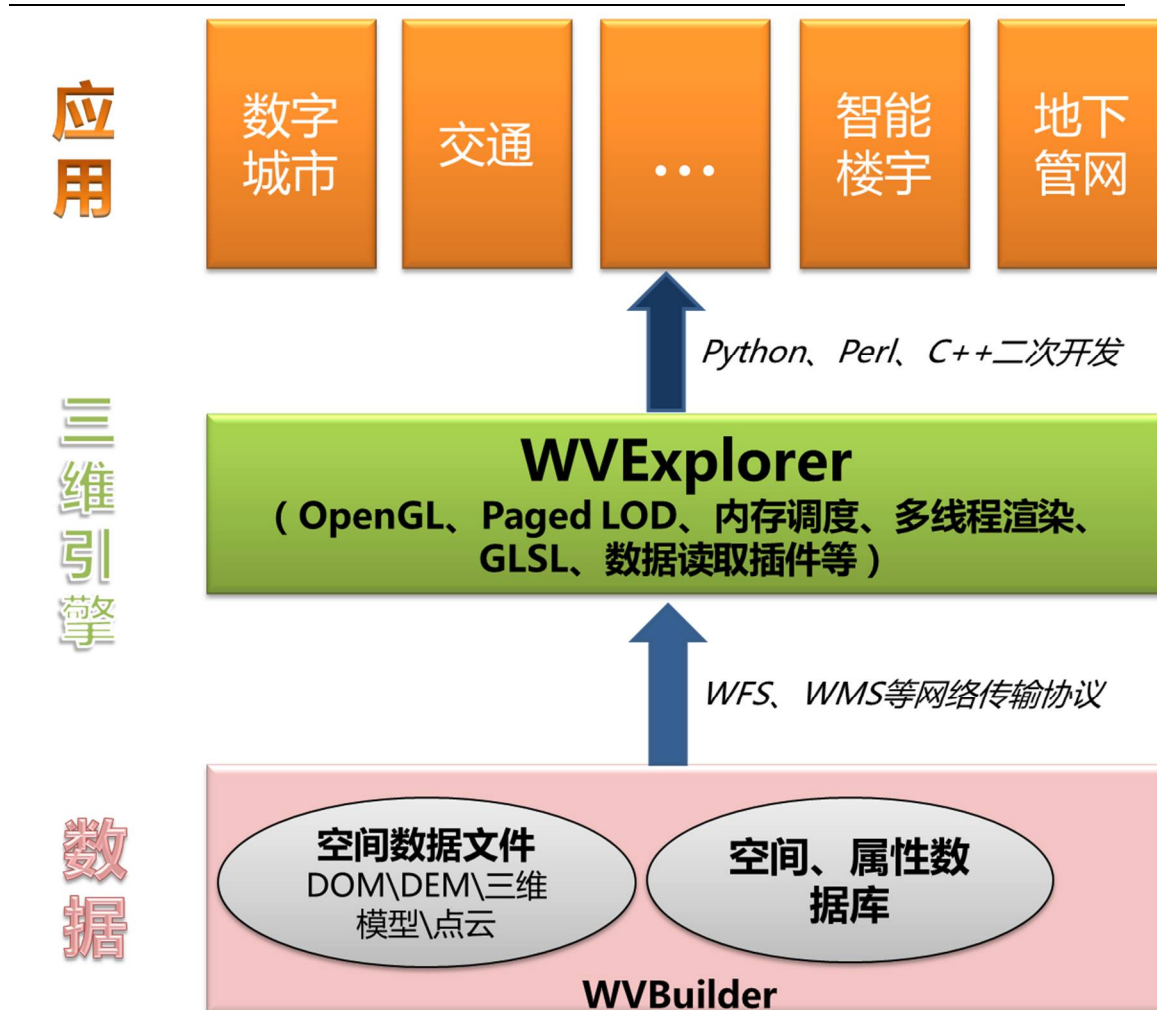 应用
数字
城市
交通
...
智能
楼宇
地下
管网
Python、Perl、C++二次开发
三维引擎
WVExplorer
（OpenGL、Paged LOD、内存调度、多线程渲染、
GLSL、数据读取插件等）
WFS、WMS等网络传输协议
数据
空间数据文件
DOM\DEM\三维
模型\点云
空间、属性数
据库
WVBuilder